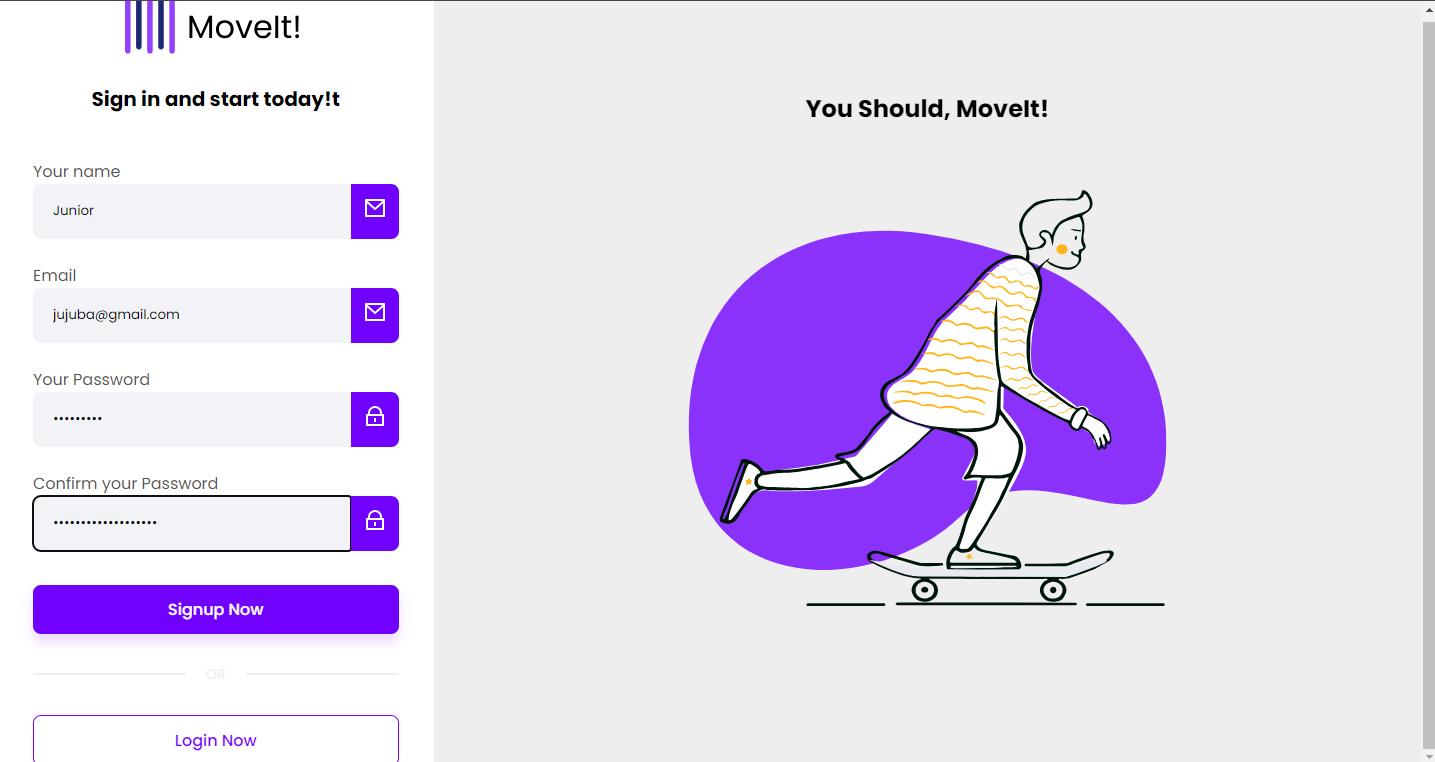 MoveIt!
Sign in and start today!t
Your name
Junior
Email
jujuba@gmail.com
Your Password
•••••••••
Confirm your Password
•••••••••••••••••••
Signup Now
OR
Login Now
You Should, MoveIt!